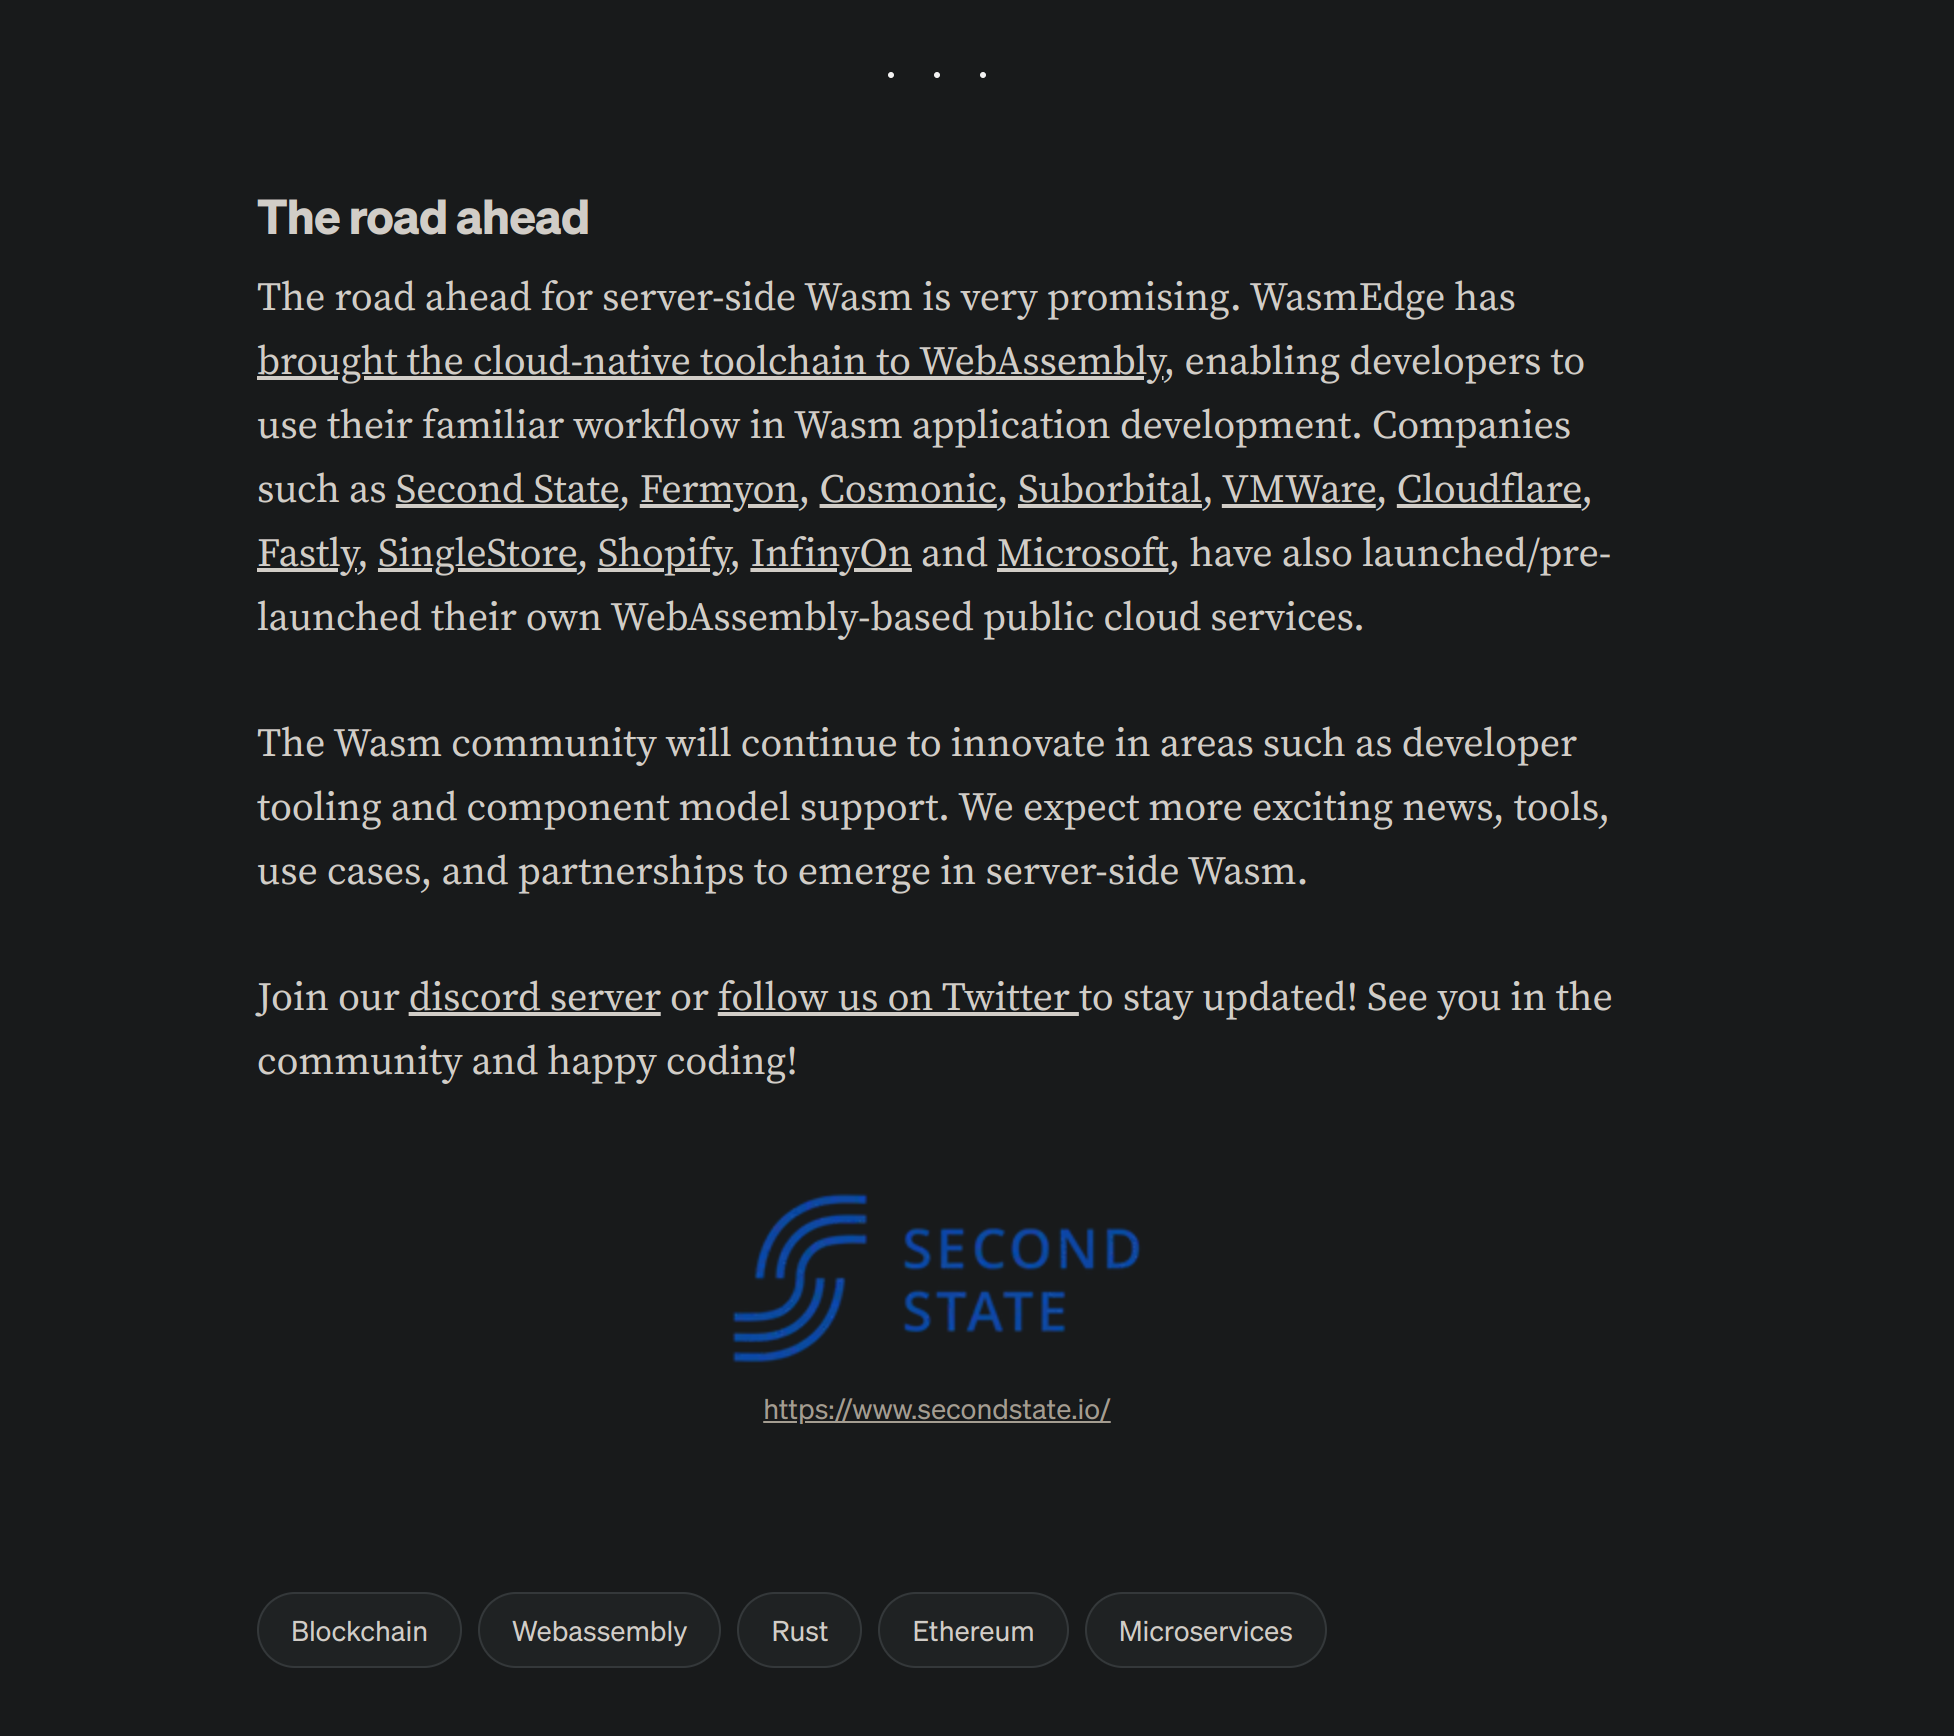 The road ahead
The road ahead for server-side Wasm is very promising. WasmEdge has
brought the cloud-native toolchain to WebAssembly, enabling developers to
use their familiar workflow in Wasm application development. Companies
such as Second State, Fermyon, Cosmonic, Suborbital, VMWare, Cloudflare,
Fastly, SingleStore, Shopify, InfinyOn and Microsoft, have also launched/pre-
launched their own WebAssembly-based public cloud services.
The Wasm community will continue to innovate in areas such as developer
tooling and component model support. We expect more exciting news, tools,
use cases, and partnerships to emerge in server-side Wasm.
Join our discord server or follow us on Twitter to stay updated! See you in the
community and happy coding!
SECOND
STATE
https://www.secondstate.io/
Blockchain Webassembly Rust Ethereum Microservices